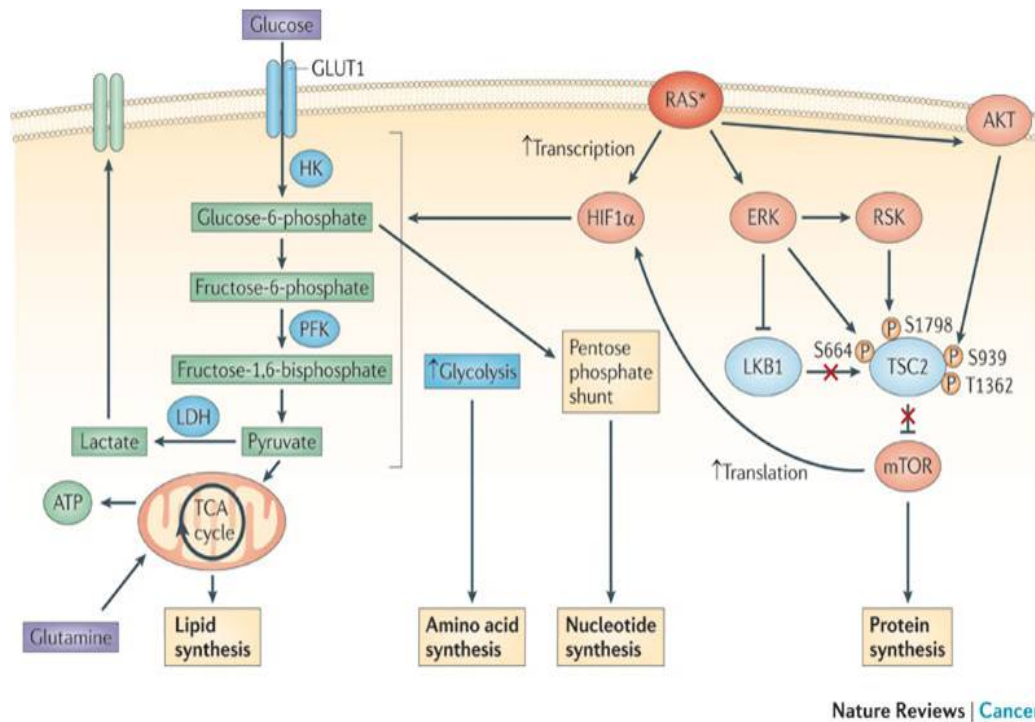 Glucose
GLUT1
RAS*
AKT
↑Transcription
HK
Glucose-6-phosphate
HIF1α
ERK
RSK
Fructose-6-phosphate
PFK
Fructose-1,6-bisphosphate
↑Glycolysis
Pentose
phosphate
shunt
LKB1
S664
P
P
S1798
TSC2
P
S939
P
T1362
LDH
Lactate
Pyruvate
↑Translation
mTOR
ATP
TCA
cycle
Glutamine
Lipid
synthesis
Amino acid
synthesis
Nucleotide
synthesis
Protein
synthesis
Nature Reviews | Cancer